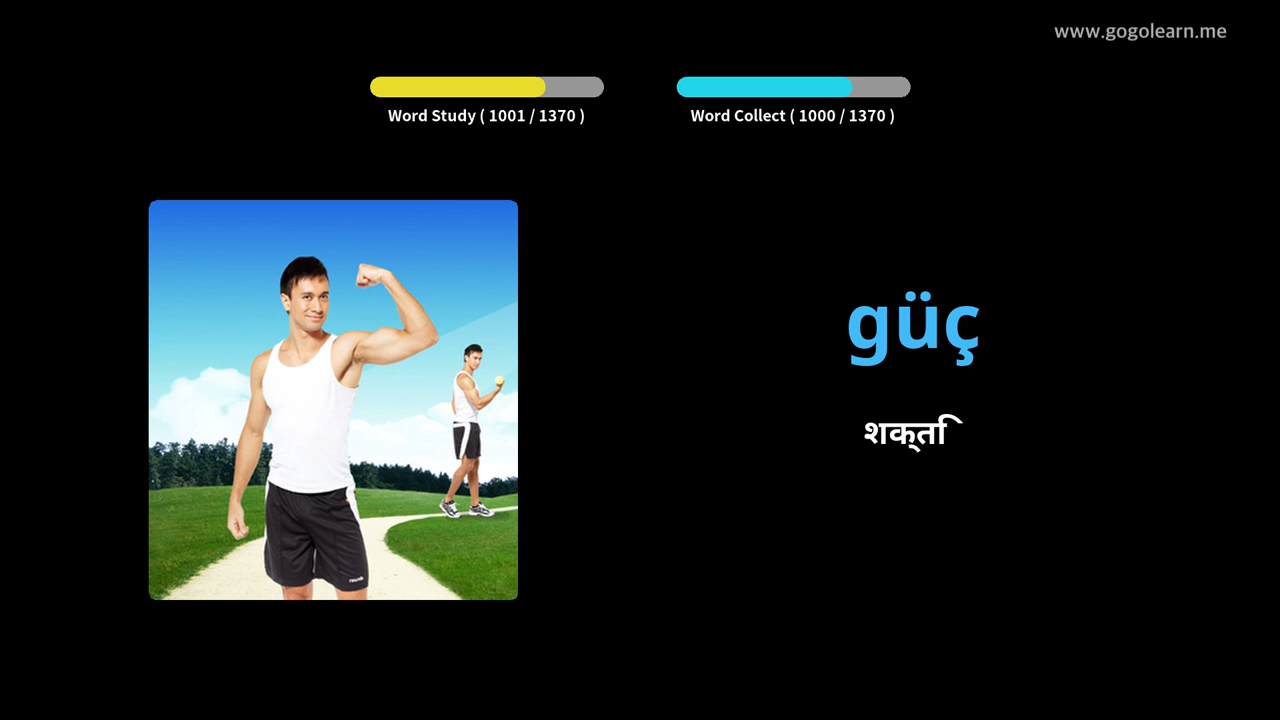 www.gogolearn.me
Word Study ( 1001 / 1370 )
Word Collect ( 1000 / 1370 )
güç
शक्ति